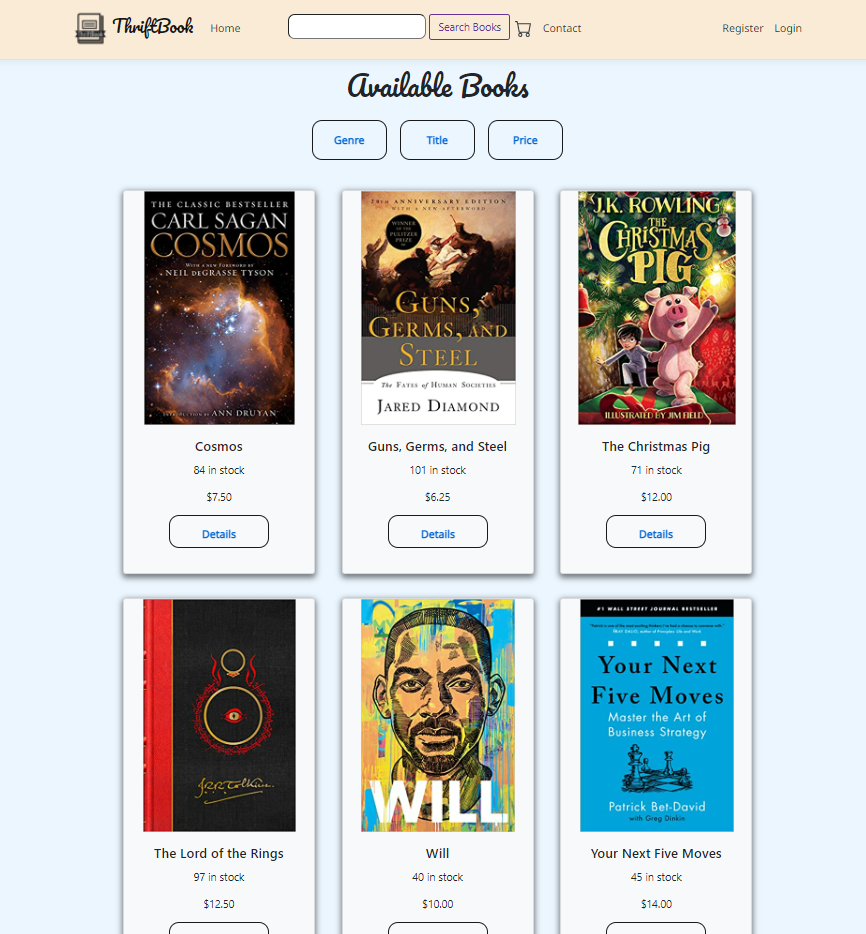 ThriftBook Home Search Books Contact Register Login
Available Books
Genre Title Price
THE CLASSIC BESTSELLER
CARL SAGAN
COSMOS
WITH A NEW FOREWORD BY
NEIL DEGRASSE TYSON
INTRODUCTION BY ANN DRUYAN
Cosmos
84 in stock
$7.50
Details
20TH ANNIVERSARY EDITION
WITH A NEW AFTERWORD
WINNER
OF THE
PULITZER
PRIZE
GUNS,
GERMS, AND
STEEL
The Fates of Human Societies
JARED DIAMOND
Guns, Germs, and Steel
101 in stock
$6.25
Details
J.K. ROWLING
THE
CHRISTMAS
PIG
ILLUSTRATED BY JIM FIELD
The Christmas Pig
71 in stock
$12.00
Details
J.R.R. Tolkien
The Lord of the Rings
97 in stock
$12.50
WILL
Will
40 in stock
$10.00
#1 WALL STREET JOURNAL BESTSELLER
Your Next
Five Moves
Master the Art of
Business Strategy
Patrick Bet-David
with Greg Dinkin
Your Next Five Moves
45 in stock
$14.00